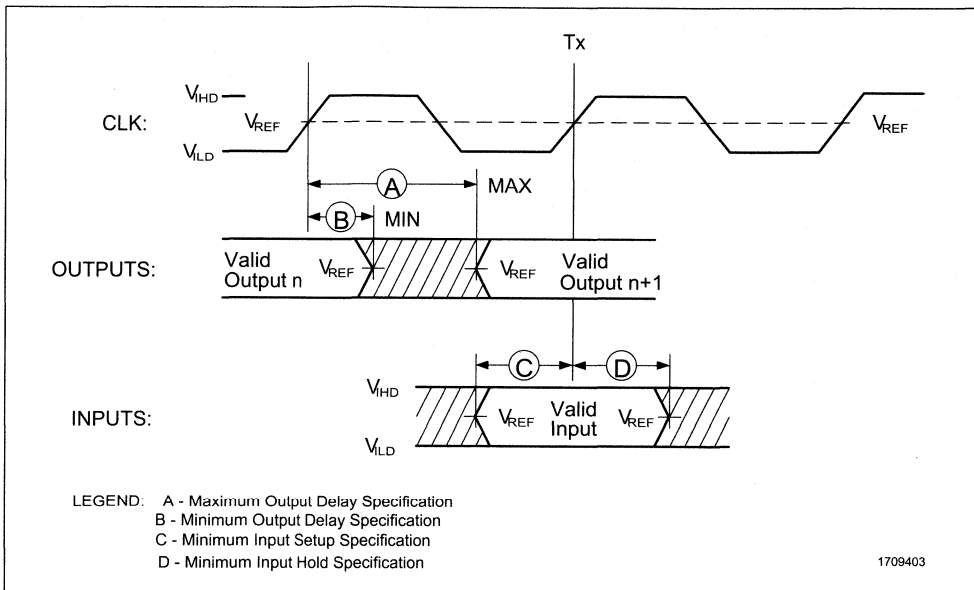 Tx
VIHD
CLK:
VREF
VREF
VILD
A
MAX
B
MIN
OUTPUTS:
Valid
Output n
VREF
VREF
Valid
Output n+1
C
D
VIHD
INPUTS:
VREF
Valid
Input
VREF
VILD
LEGEND: A - Maximum Output Delay Specification
B - Minimum Output Delay Specification
C - Minimum Input Setup Specification
D - Minimum Input Hold Specification
1709403